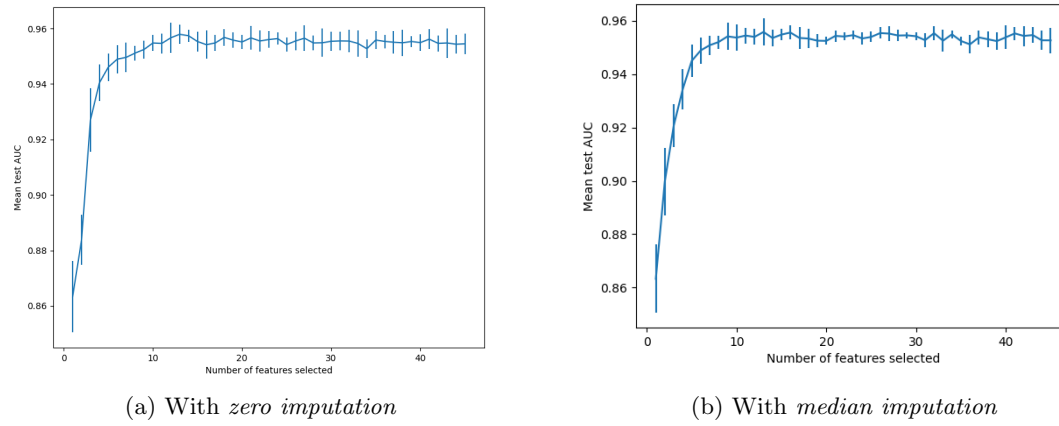 0.96
0.94
0.92
0.90
0.88
0.86
Mean test AUC
0 10 20 30 40
Number of features selected
(a) With zero imputation
0.96
0.94
0.92
0.90
0.88
0.86
Mean test AUC
0 10 20 30 40
Number of features selected
(b) With median imputation